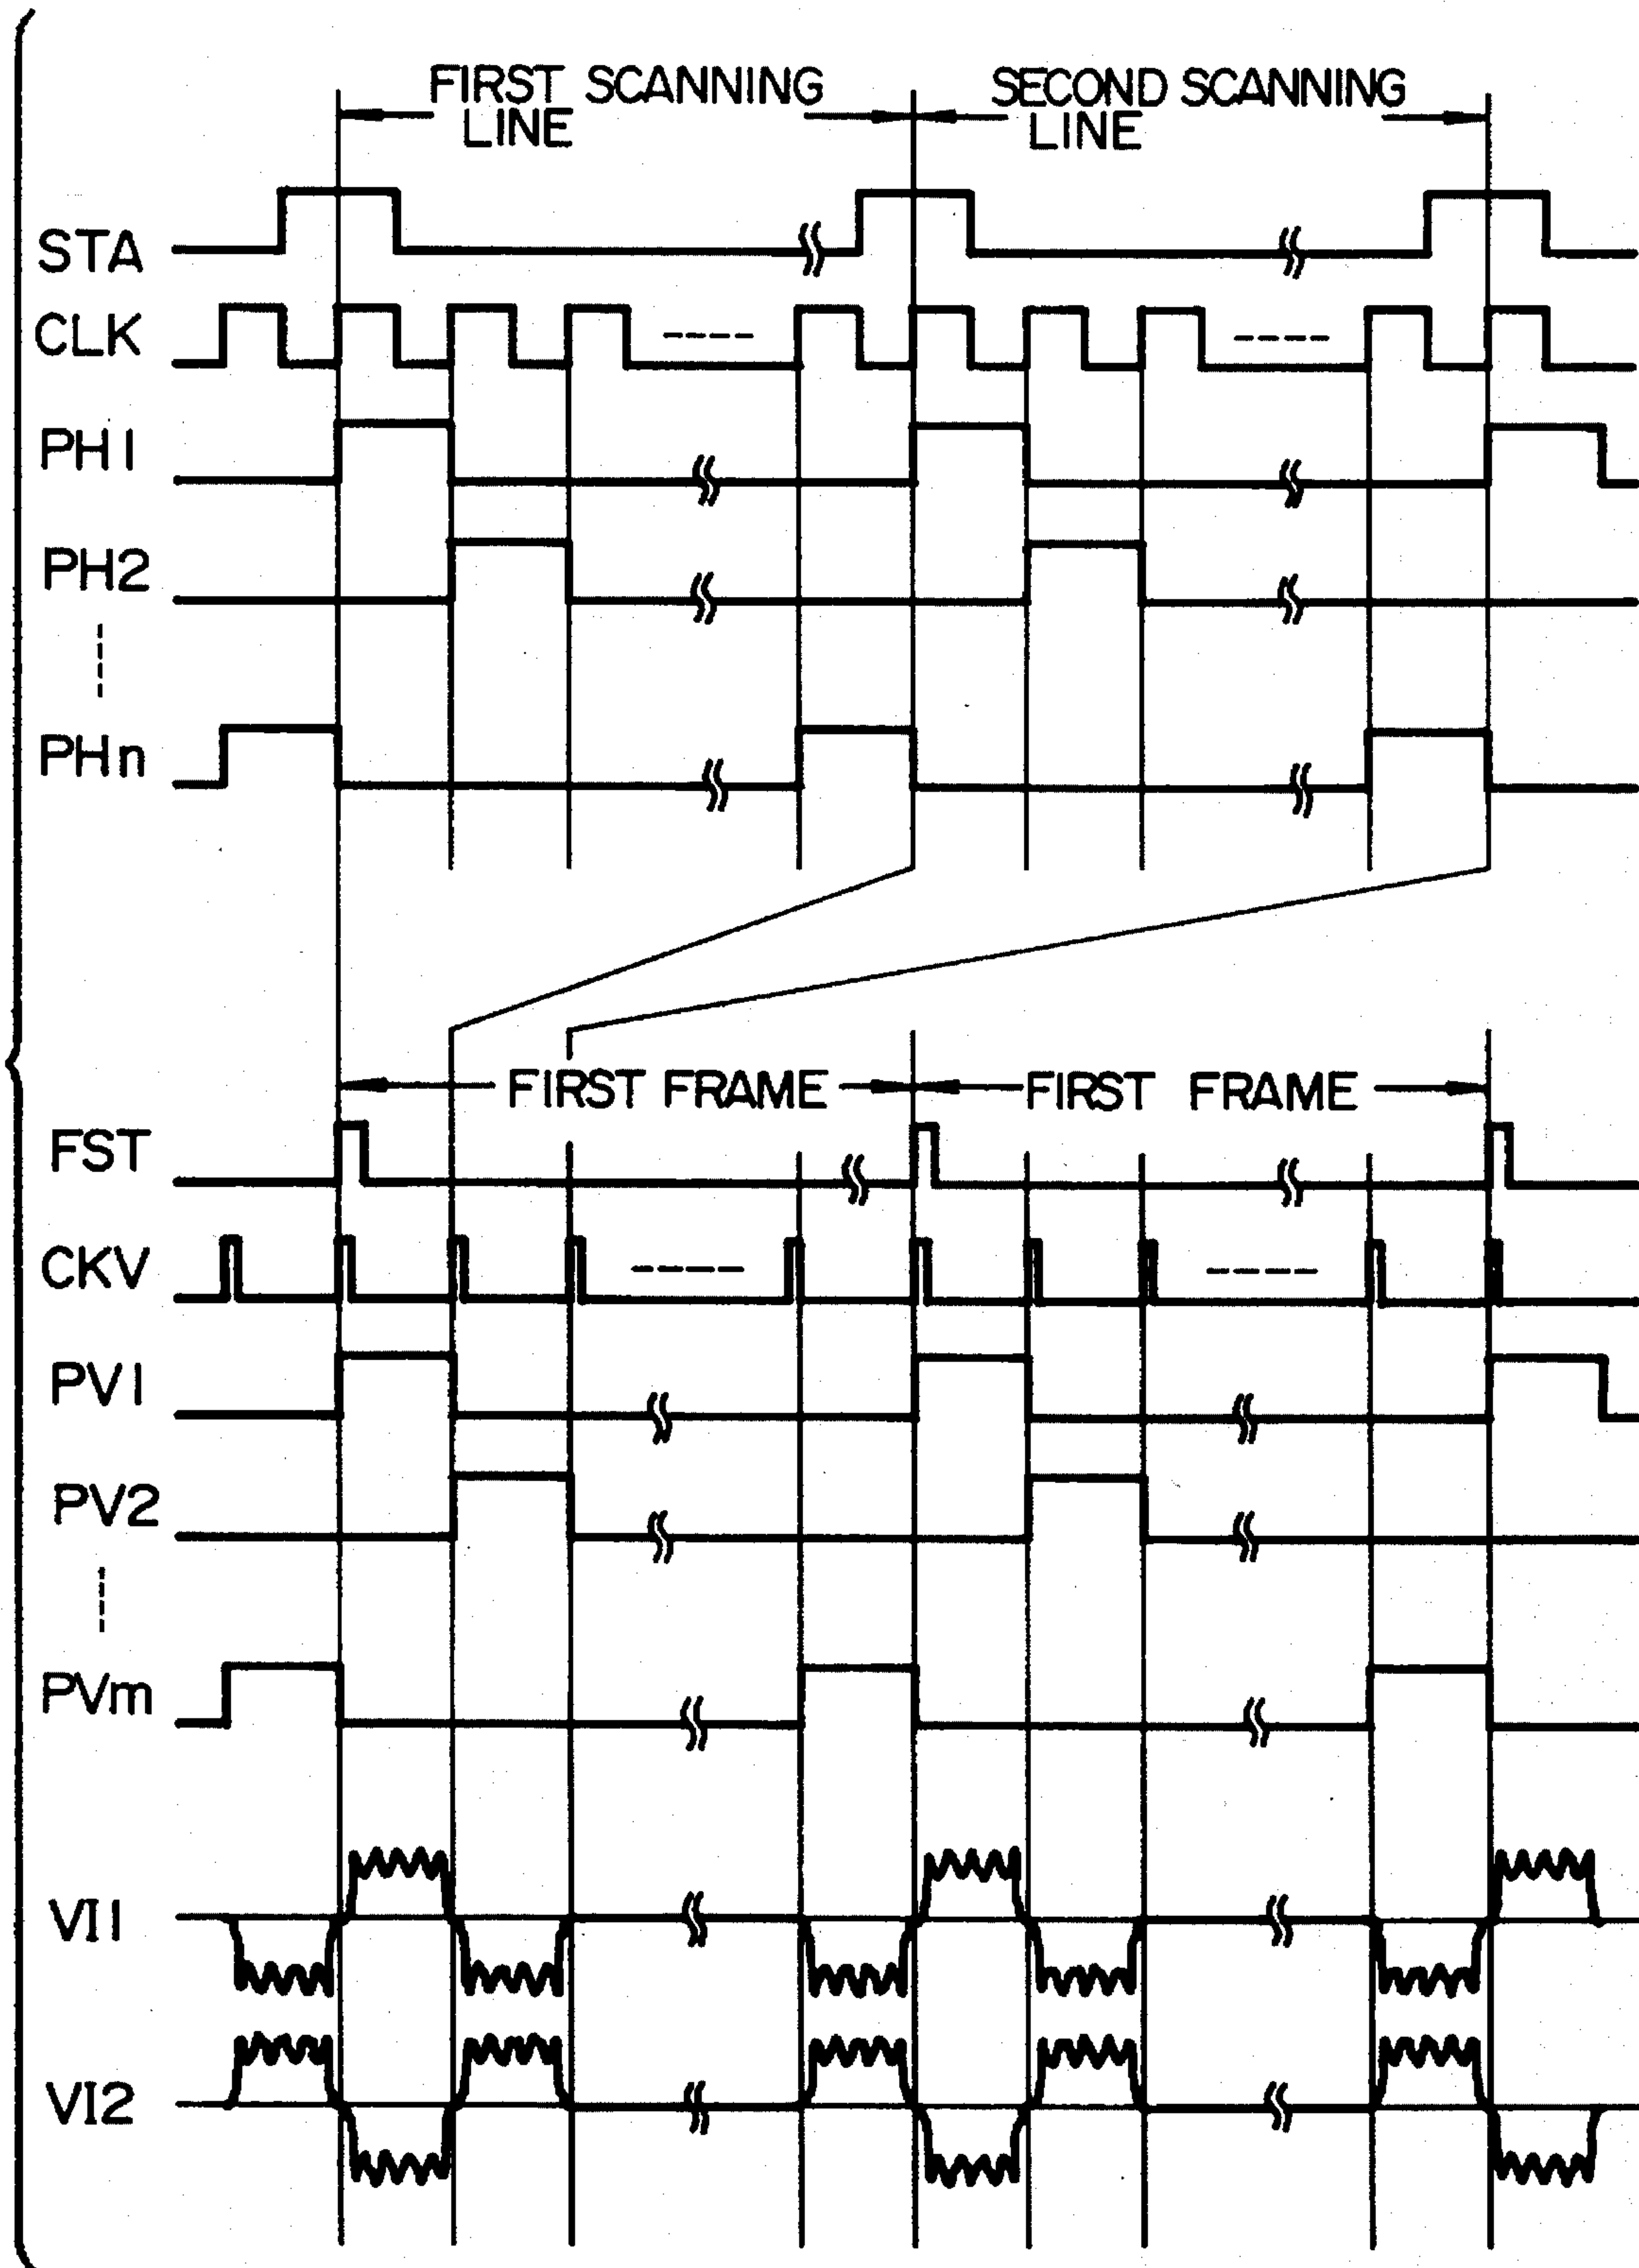 FIRST SCANNING
LINE
SECOND SCANNING
LINE
STA
CLK
PH1
PH2
PHn
FIRST FRAME
FIRST FRAME
FST
CKV
PV1
PV2
PVm
VI1
VI2